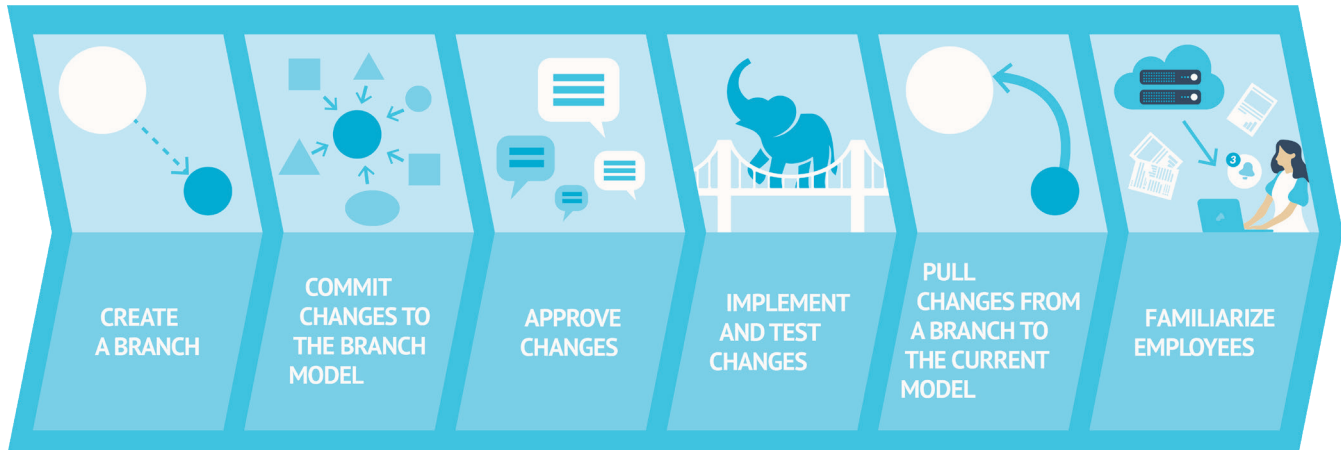 CREATE
A BRANCH
COMMIT
CHANGES TO
THE BRANCH
MODEL
APPROVE
CHANGES
IMPLEMENT
AND TEST
CHANGES
PULL
CHANGES FROM
A BRANCH TO
THE CURRENT
MODEL
3
FAMILIARIZE
EMPLOYEES